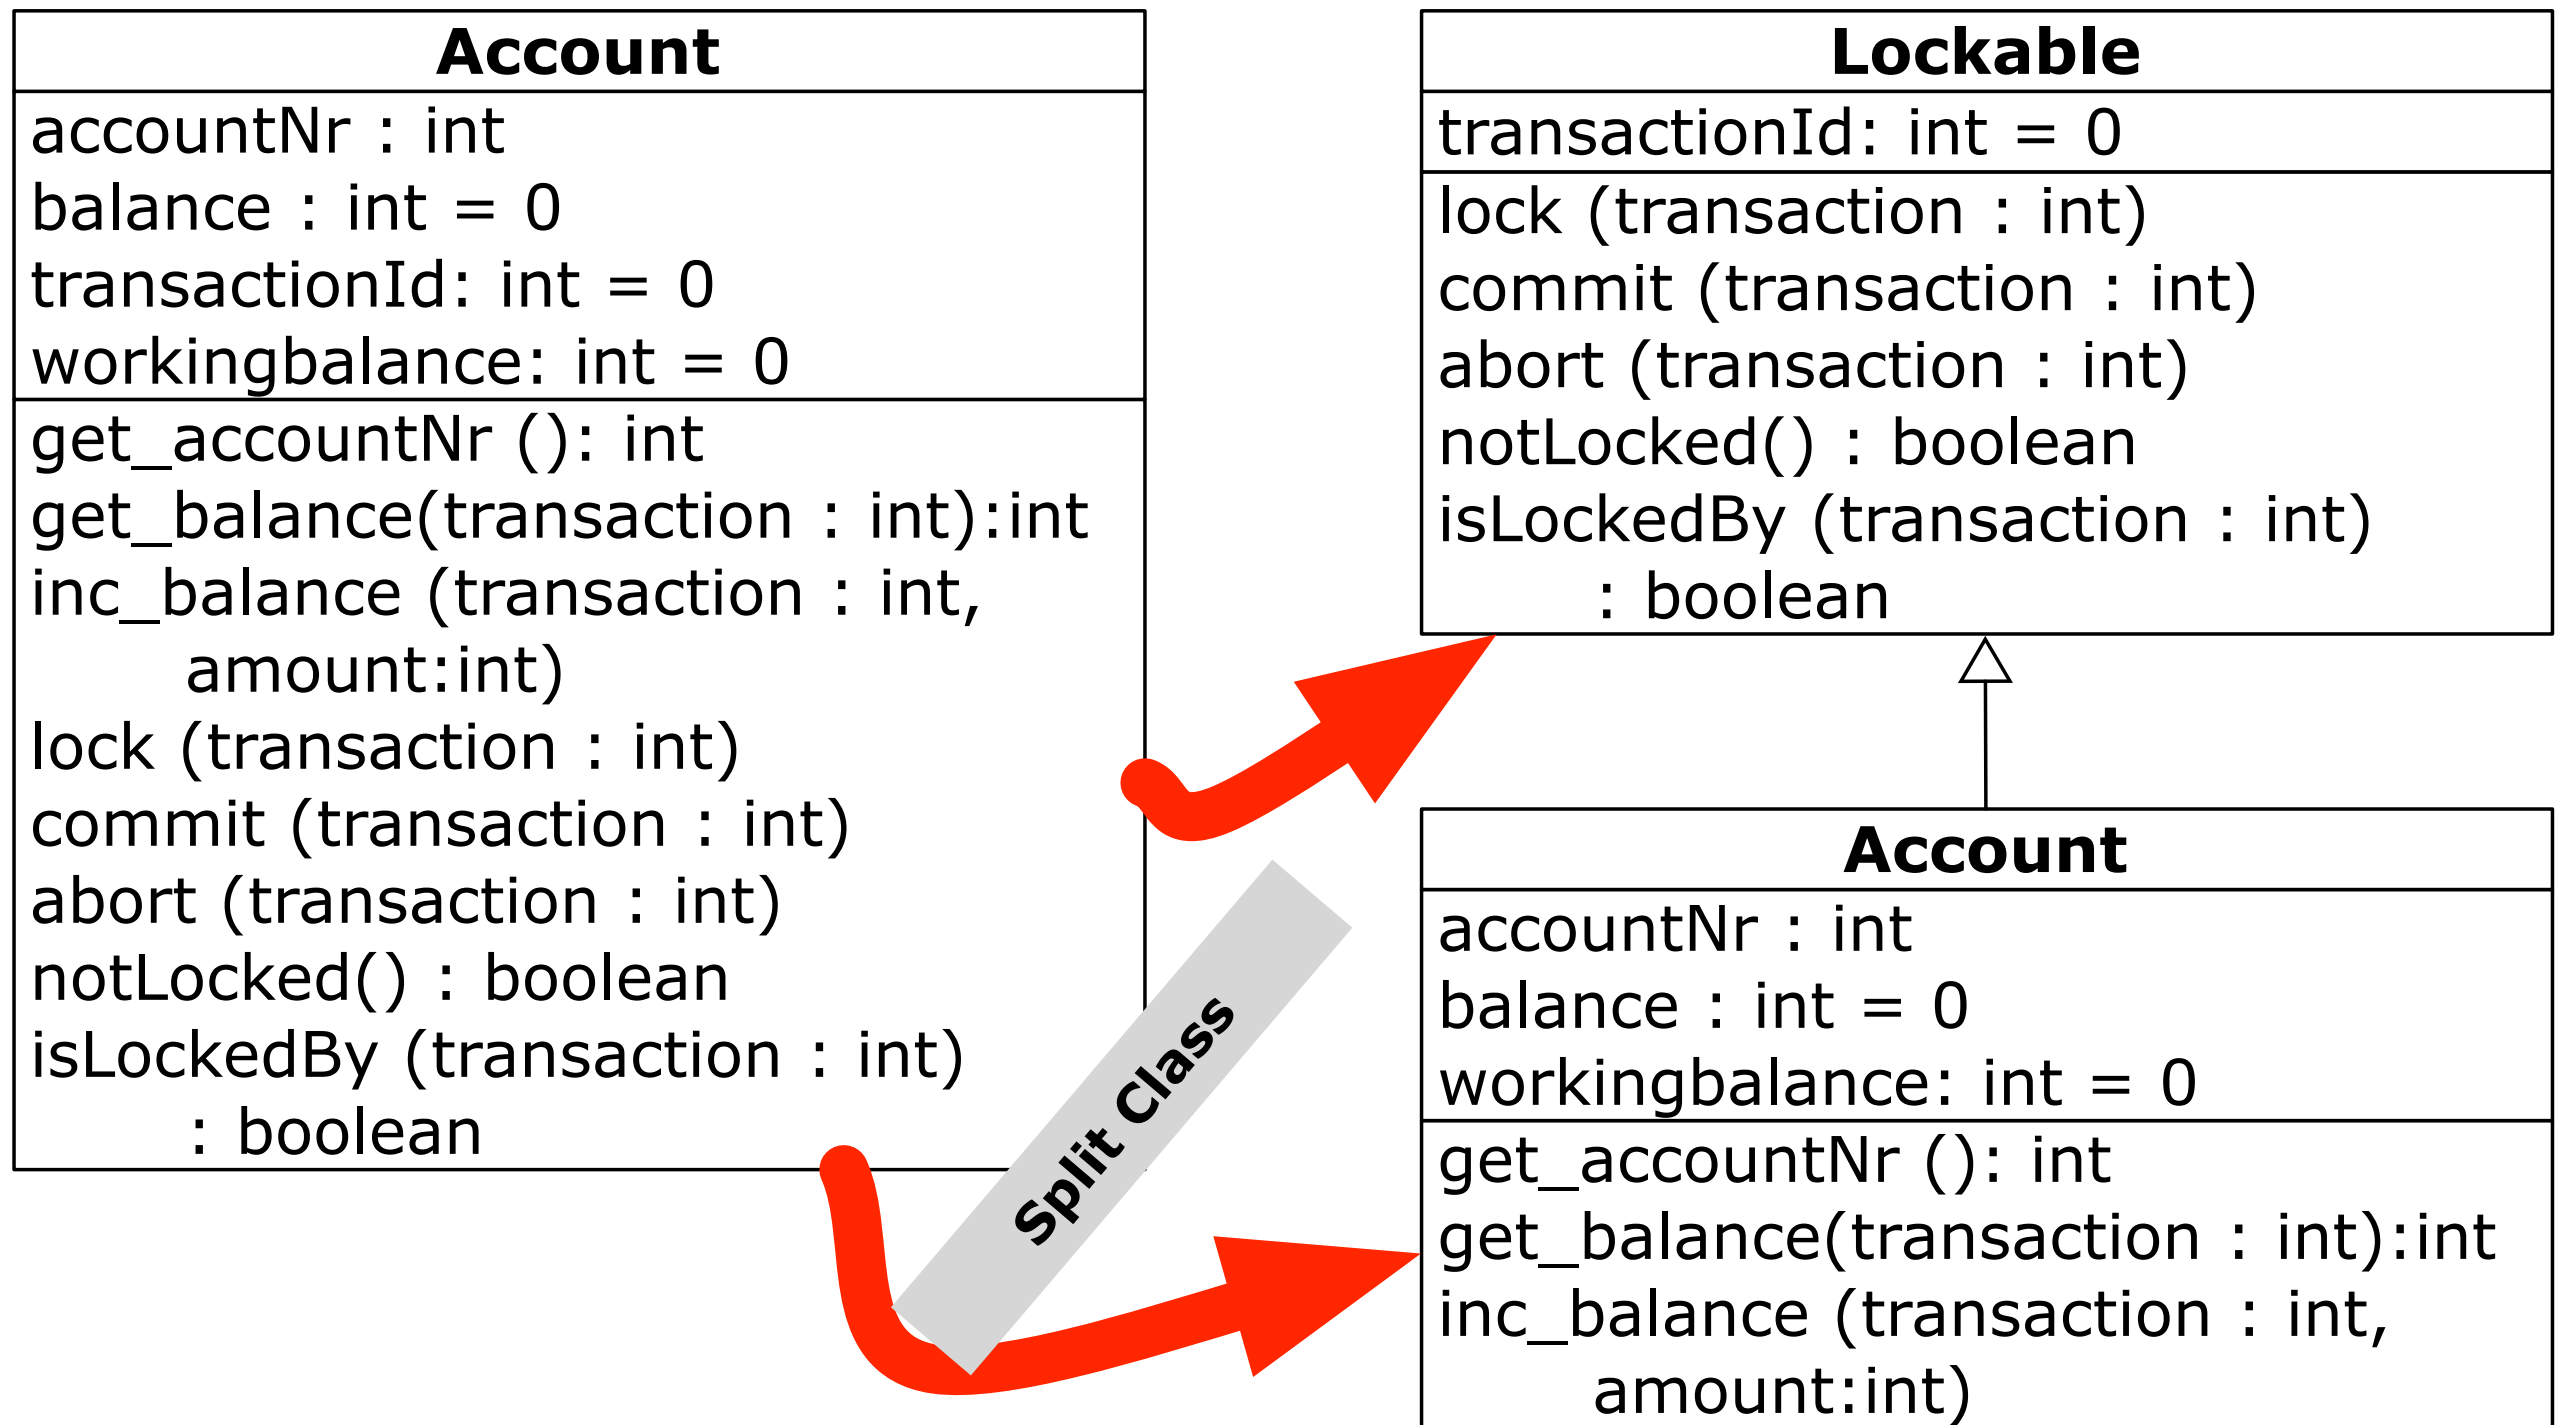 Account
accountNr : int
balance : int = 0
transactionId: int = 0
workingbalance: int = 0
get_accountNr (): int
get_balance(transaction : int):int
inc_balance (transaction : int,
amount:int)
lock (transaction : int)
commit (transaction : int)
abort (transaction : int)
notLocked() : boolean
isLockedBy (transaction : int)
: boolean
Split Class
Lockable
transactionId: int = 0
lock (transaction : int)
commit (transaction : int)
abort (transaction : int)
notLocked() : boolean
isLockedBy (transaction : int)
: boolean
Account
accountNr : int
balance : int = 0
workingbalance: int = 0
get_accountNr (): int
get_balance(transaction : int):int
inc_balance (transaction : int,
amount:int)